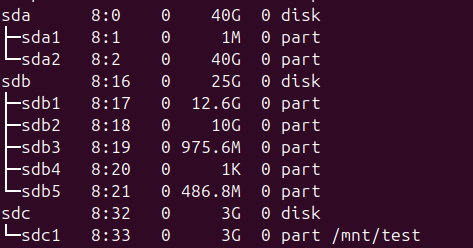 sda 8:0 0 40G 0 disk
├─sda1 8:1 0 1M 0 part
└─sda2 8:2 0 40G 0 part
sdb 8:16 0 25G 0 disk
├─sdb1 8:17 0 12.6G 0 part
├─sdb2 8:18 0 10G 0 part
├─sdb3 8:19 0 975.6M 0 part
├─sdb4 8:20 0 1K 0 part
└─sdb5 8:21 0 486.8M 0 part
sdc 8:32 0 3G 0 disk
└─sdc1 8:33 0 3G 0 part /mnt/test